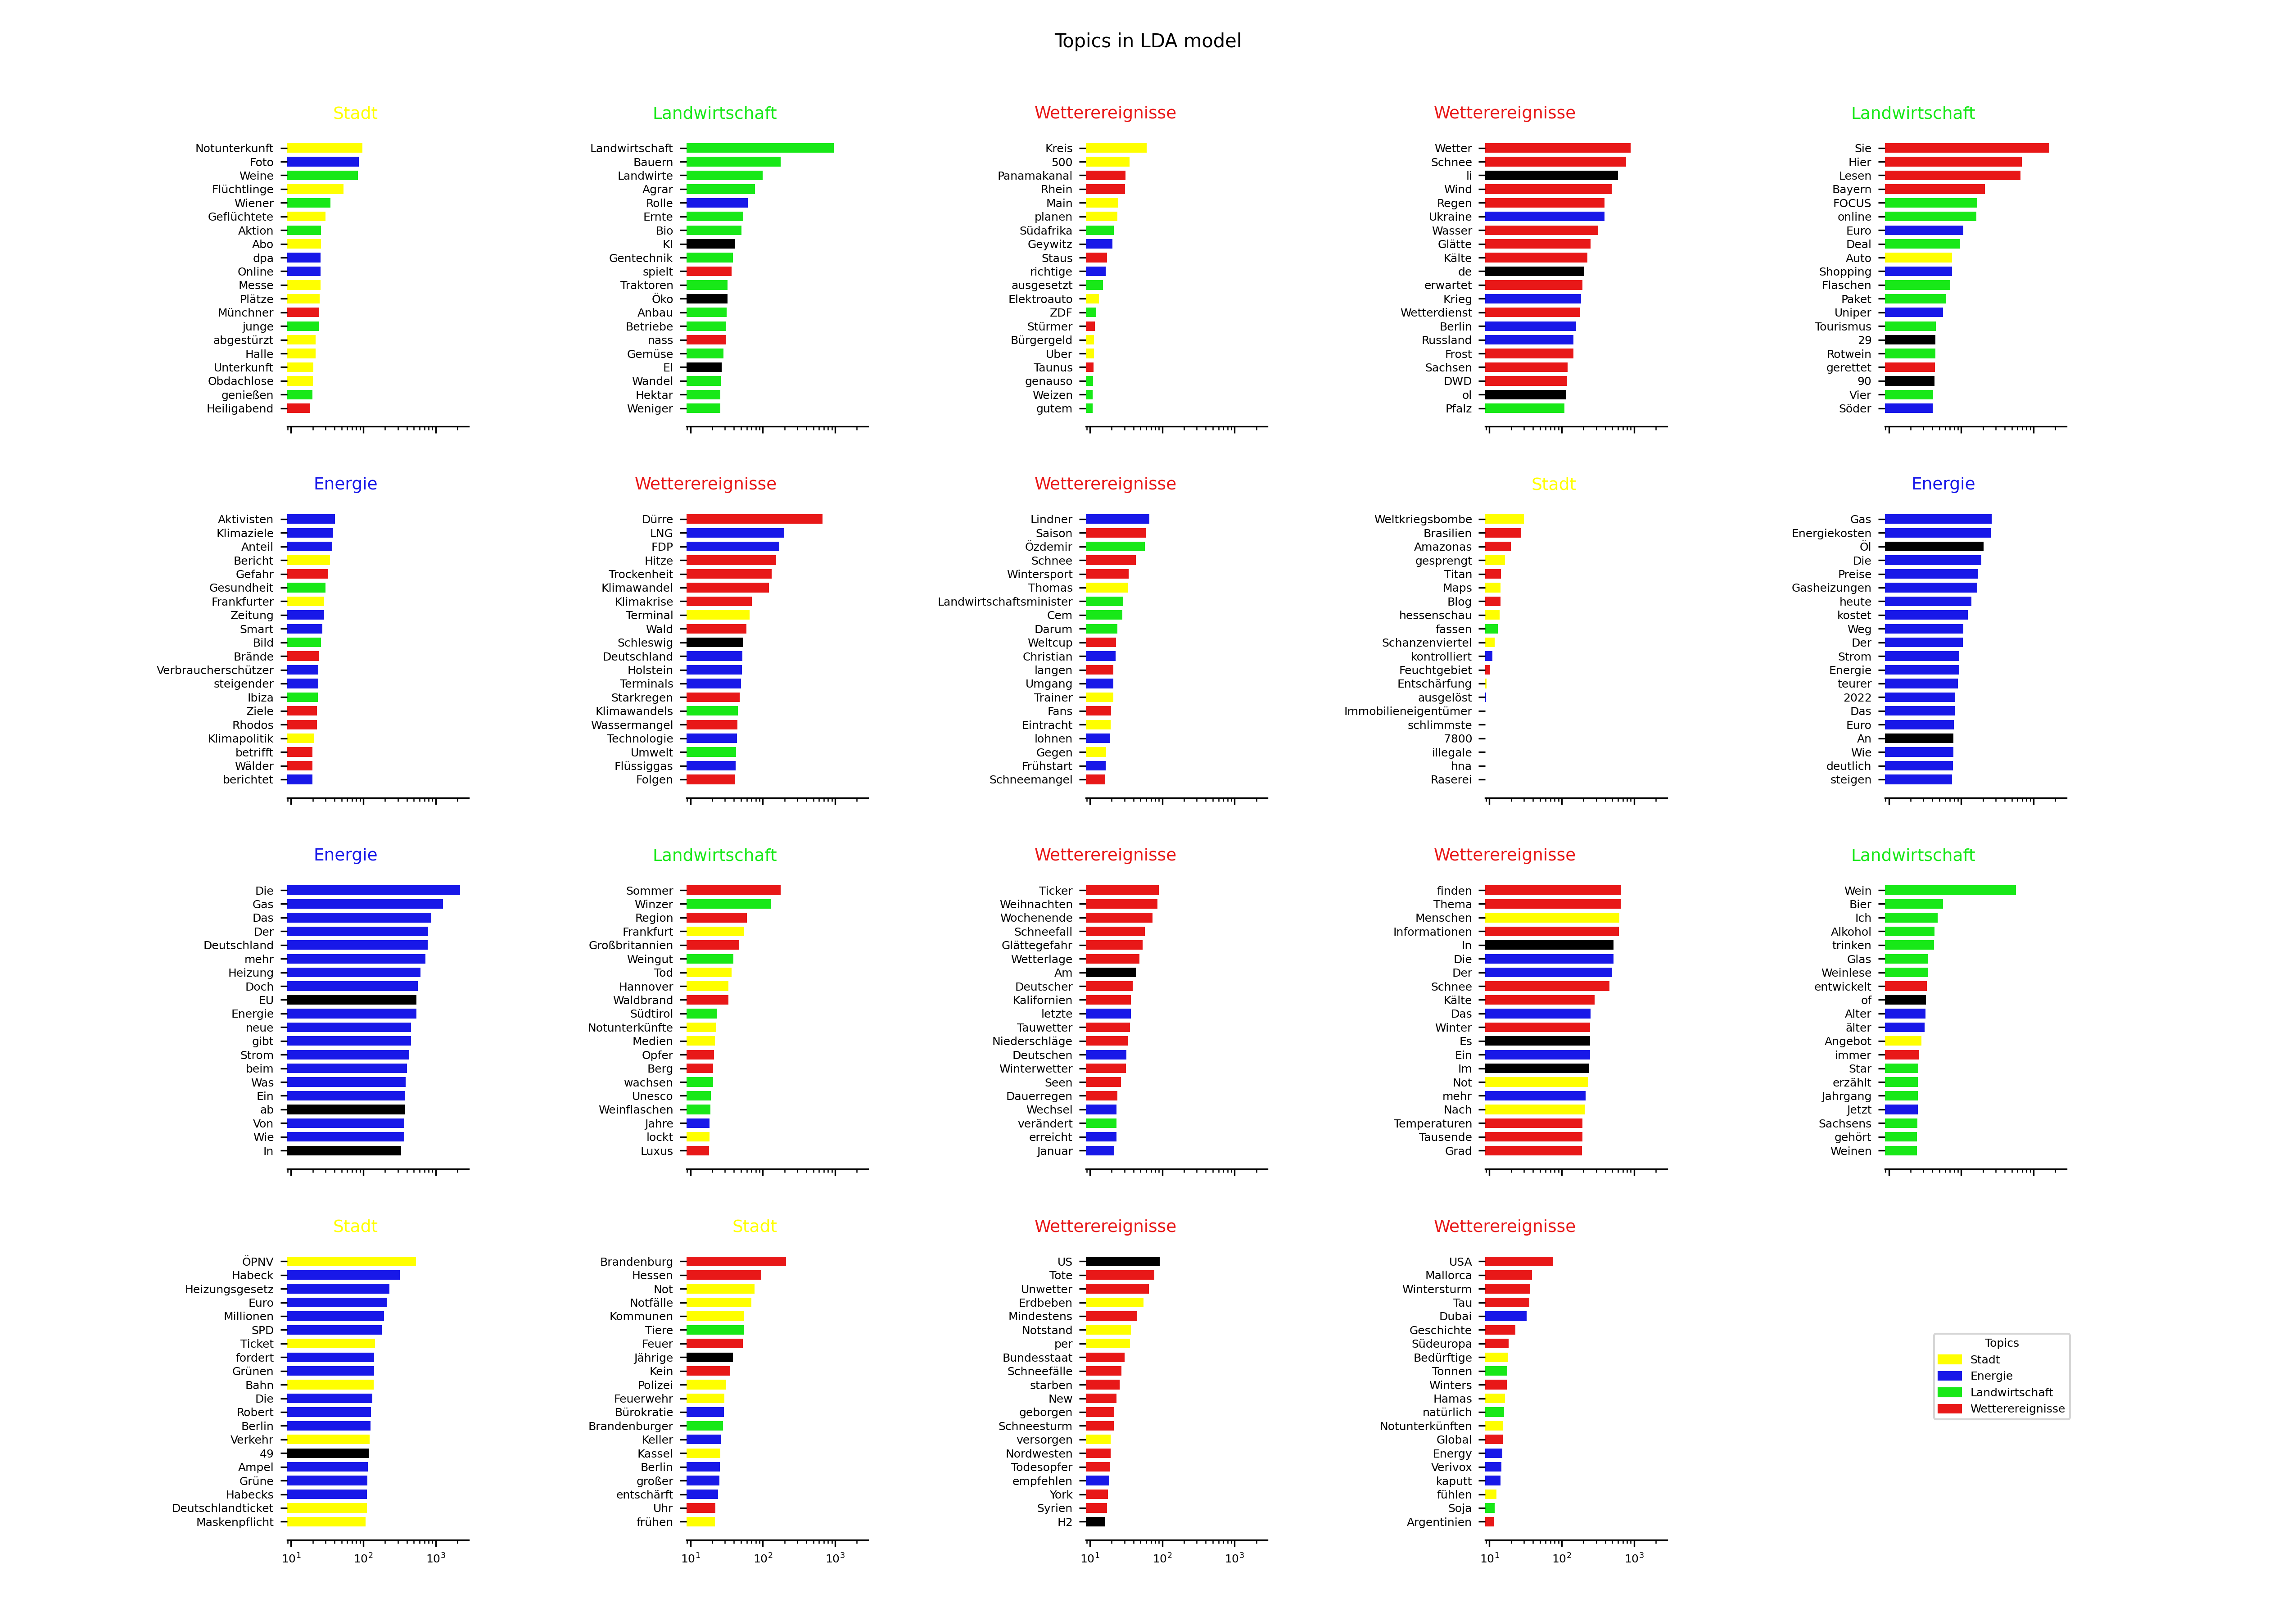 Topics in LDA model
Stadt
Notunterkunft
Foto
Weine
Flüchtlinge
Wiener
Geflüchtete
Aktion
Abo
dpa
Online
Messe
Plätze
Münchner
junge
abgestürzt
Halle
Unterkunft
Obdachlose
genießen
Heiligabend
Landwirtschaft
Landwirtschaft
Bauern
Landwirte
Agrar
Rolle
Ernte
Bio
KI
Gentechnik
spielt
Traktoren
Öko
Anbau
Betriebe
nass
Gemüse
El
Wandel
Hektar
Weniger
Wetterereignisse
Kreis
500
Panamakanal
Rhein
Main
planen
Südafrika
Geywitz
Staus
richtige
ausgesetzt
Elektroauto
ZDF
Stürmer
Bürgergeld
Uber
Taunus
genauso
Weizen
gutem
Wetterereignisse
Wetter
Schnee
li
Wind
Regen
Ukraine
Wasser
Glätte
Kälte
de
erwartet
Krieg
Wetterdienst
Berlin
Russland
Frost
Sachsen
DWD
ol
Pfalz
Landwirtschaft
Sie
Hier
Lesen
Bayern
FOCUS
online
Euro
Deal
Auto
Shopping
Flaschen
Paket
Uniper
Tourismus
29
Rotwein
gerettet
90
Vier
Söder
Energie
Aktivisten
Klimaziele
Anteil
Bericht
Gefahr
Gesundheit
Frankfurter
Zeitung
Smart
Bild
Brände
Verbraucherschützer
steigender
Ibiza
Ziele
Rhodos
Klimapolitik
betrifft
Wälder
berichtet
Wetterereignisse
Dürre
LNG
FDP
Hitze
Trockenheit
Klimawandel
Klimakrise
Terminal
Wald
Schleswig
Deutschland
Holstein
Terminals
Starkregen
Klimawandels
Wassermangel
Technologie
Umwelt
Flüssiggas
Folgen
Wetterereignisse
Lindner
Saison
Özdemir
Schnee
Wintersport
Thomas
Landwirtschaftsminister
Cem
Darum
Weltcup
Christian
langen
Umgang
Trainer
Fans
Eintracht
lohnen
Gegen
Frühstart
Schneemangel
Stadt
Weltkriegsbombe
Brasilien
Amazonas
gesprengt
Titan
Maps
Blog
hessenschau
fassen
Schanzenviertel
kontrolliert
Feuchtgebiet
Entschärfung
ausgelöst
Immobilieneigentümer
schlimmste
7800
illegale
hna
Raserei
Energie
Gas
Energiekosten
Öl
Die
Preise
Gasheizungen
heute
kostet
Weg
Der
Strom
Energie
teurer
2022
Das
Euro
An
Wie
deutlich
steigen
Energie
Die
Gas
Das
Der
Deutschland
mehr
Heizung
Doch
EU
Energie
neue
gibt
Strom
beim
Was
Ein
ab
Von
Wie
In
Landwirtschaft
Sommer
Winzer
Region
Frankfurt
Großbritannien
Weingut
Tod
Hannover
Waldbrand
Südtirol
Notunterkünfte
Medien
Opfer
Berg
wachsen
Unesco
Weinflaschen
Jahre
lockt
Luxus
Wetterereignisse
Ticker
Weihnachten
Wochenende
Schneefall
Glättegefahr
Wetterlage
Am
Deutscher
Kalifornien
letzte
Tauwetter
Niederschläge
Deutschen
Winterwetter
Seen
Dauerregen
Wechsel
verändert
erreicht
Januar
Wetterereignisse
finden
Thema
Menschen
Informationen
In
Die
Der
Schnee
Kälte
Das
Winter
Es
Ein
Im
Not
mehr
Nach
Temperaturen
Tausende
Grad
Landwirtschaft
Wein
Bier
Ich
Alkohol
trinken
Glas
Weinlese
entwickelt
of
Alter
älter
Angebot
immer
Star
erzählt
Jahrgang
Jetzt
Sachsens
gehört
Weinen
Stadt
ÖPNV
Habeck
Heizungsgesetz
Euro
Millionen
SPD
Ticket
fordert
Grünen
Bahn
Die
Robert
Berlin
Verkehr
49
Ampel
Grüne
Habecks
Deutschlandticket
Maskenpflicht
10¹ 10² 10³
Stadt
Brandenburg
Hessen
Not
Notfälle
Kommunen
Tiere
Feuer
Jährige
Kein
Polizei
Feuerwehr
Bürokratie
Brandenburger
Keller
Kassel
Berlin
großer
entschärft
Uhr
frühen
10¹ 10² 10³
Wetterereignisse
US
Tote
Unwetter
Erdbeben
Mindestens
Notstand
per
Bundesstaat
Schneefälle
starben
New
geborgen
Schneesturm
versorgen
Nordwesten
Todesopfer
empfehlen
York
Syrien
H2
10¹ 10² 10³
Wetterereignisse
USA
Mallorca
Wintersturm
Tau
Dubai
Geschichte
Südeuropa
Bedürftige
Tonnen
Winters
Hamas
natürlich
Notunterkünften
Global
Energy
Verivox
kaputt
fühlen
Soja
Argentinien
10¹ 10² 10³
Topics
Stadt
Energie
Landwirtschaft
Wetterereignisse